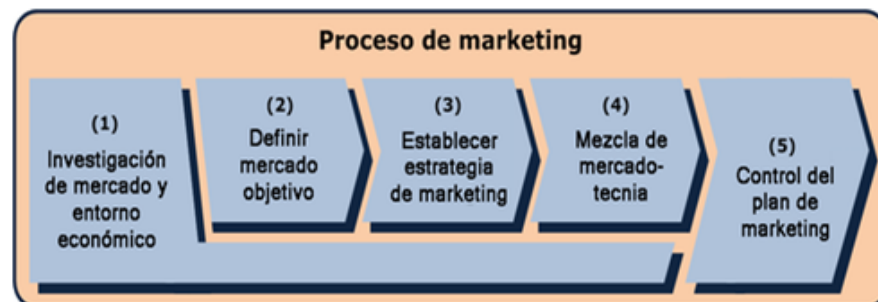 Proceso de marketing
(1)
Investigación
de mercado y
entorno
económico
(2)
Definir
mercado
objetivo
(3)
Establecer
estrategia
de marketing
(4)
Mezcla de
mercado-
tecnia
(5)
Control del
plan de
marketing